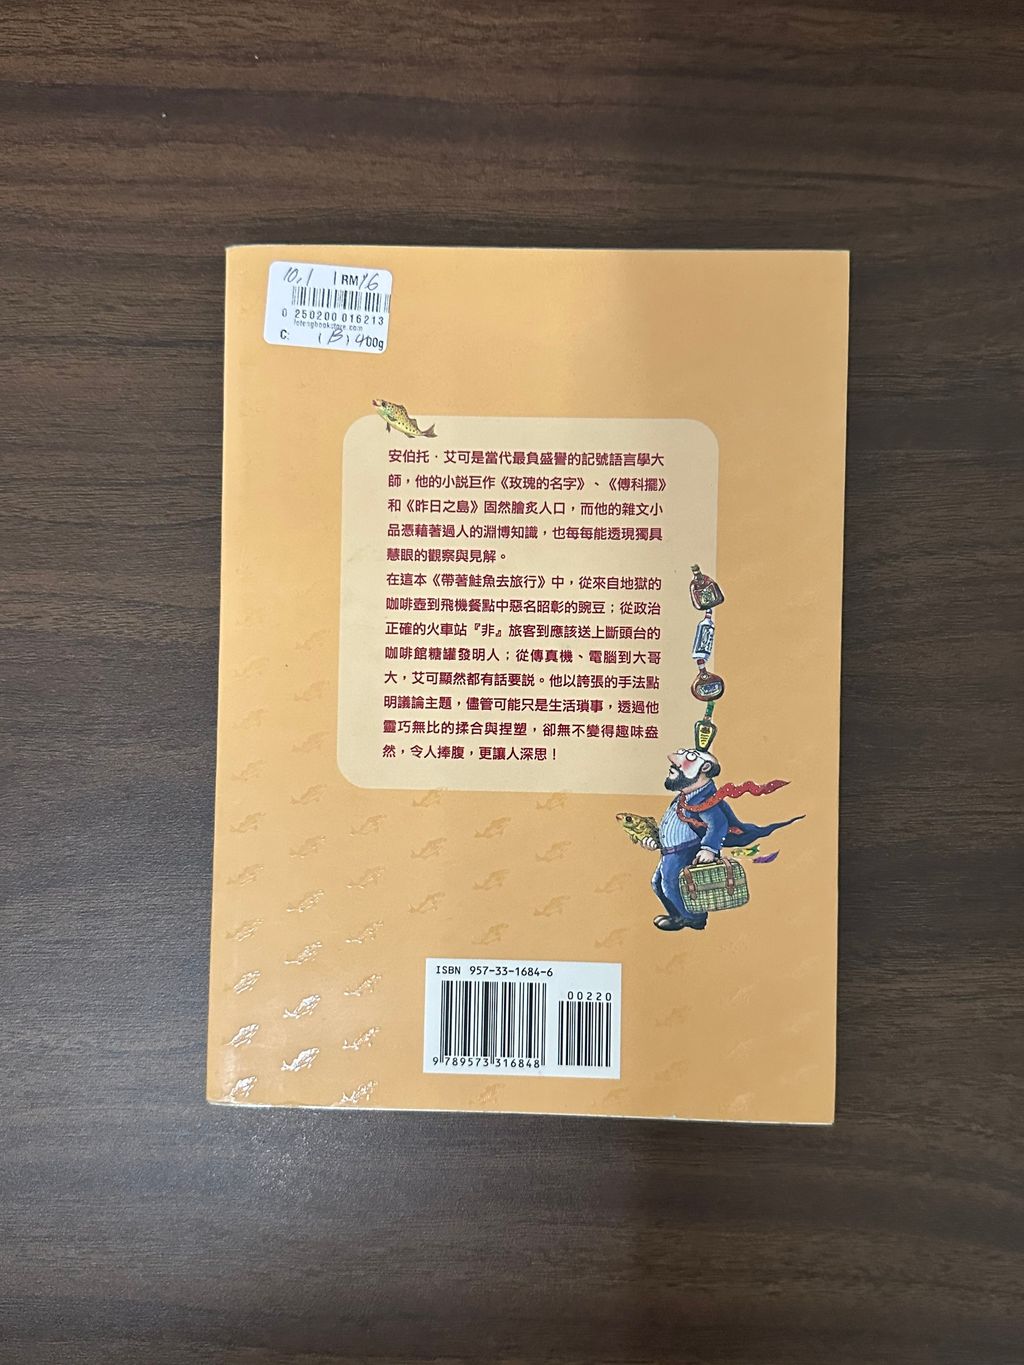 10.1 RM 16
0 250200 016213
lotengbookstore.com
C: (B) 400g
安伯托．艾可是當代最負盛譽的記號語言學大
師，他的小說巨作《玫瑰的名字》、《傅科擺》
和《昨日之島》固然膾炙人口，而他的雜文小
品憑藉著過人的淵博知識，也每每能透現獨具
慧眼的觀察與見解。
在這本《帶著鮭魚去旅行》中，從來自地獄的
咖啡壺到飛機餐點中惡名昭彰的豌豆；從政治
正確的火車站『非』旅客到應該送上斷頭台的
咖啡館糖罐發明人；從傳真機、電腦到大哥
大，艾可顯然都有話要說。他以誇張的手法點
明議論主題，儘管可能只是生活瑣事，透過他
靈巧無比的揉合與捏塑，卻無不變得趣味盎
然，令人捧腹，更讓人深思！
ISBN 957-33-1684-6
00220
9 789573 316848